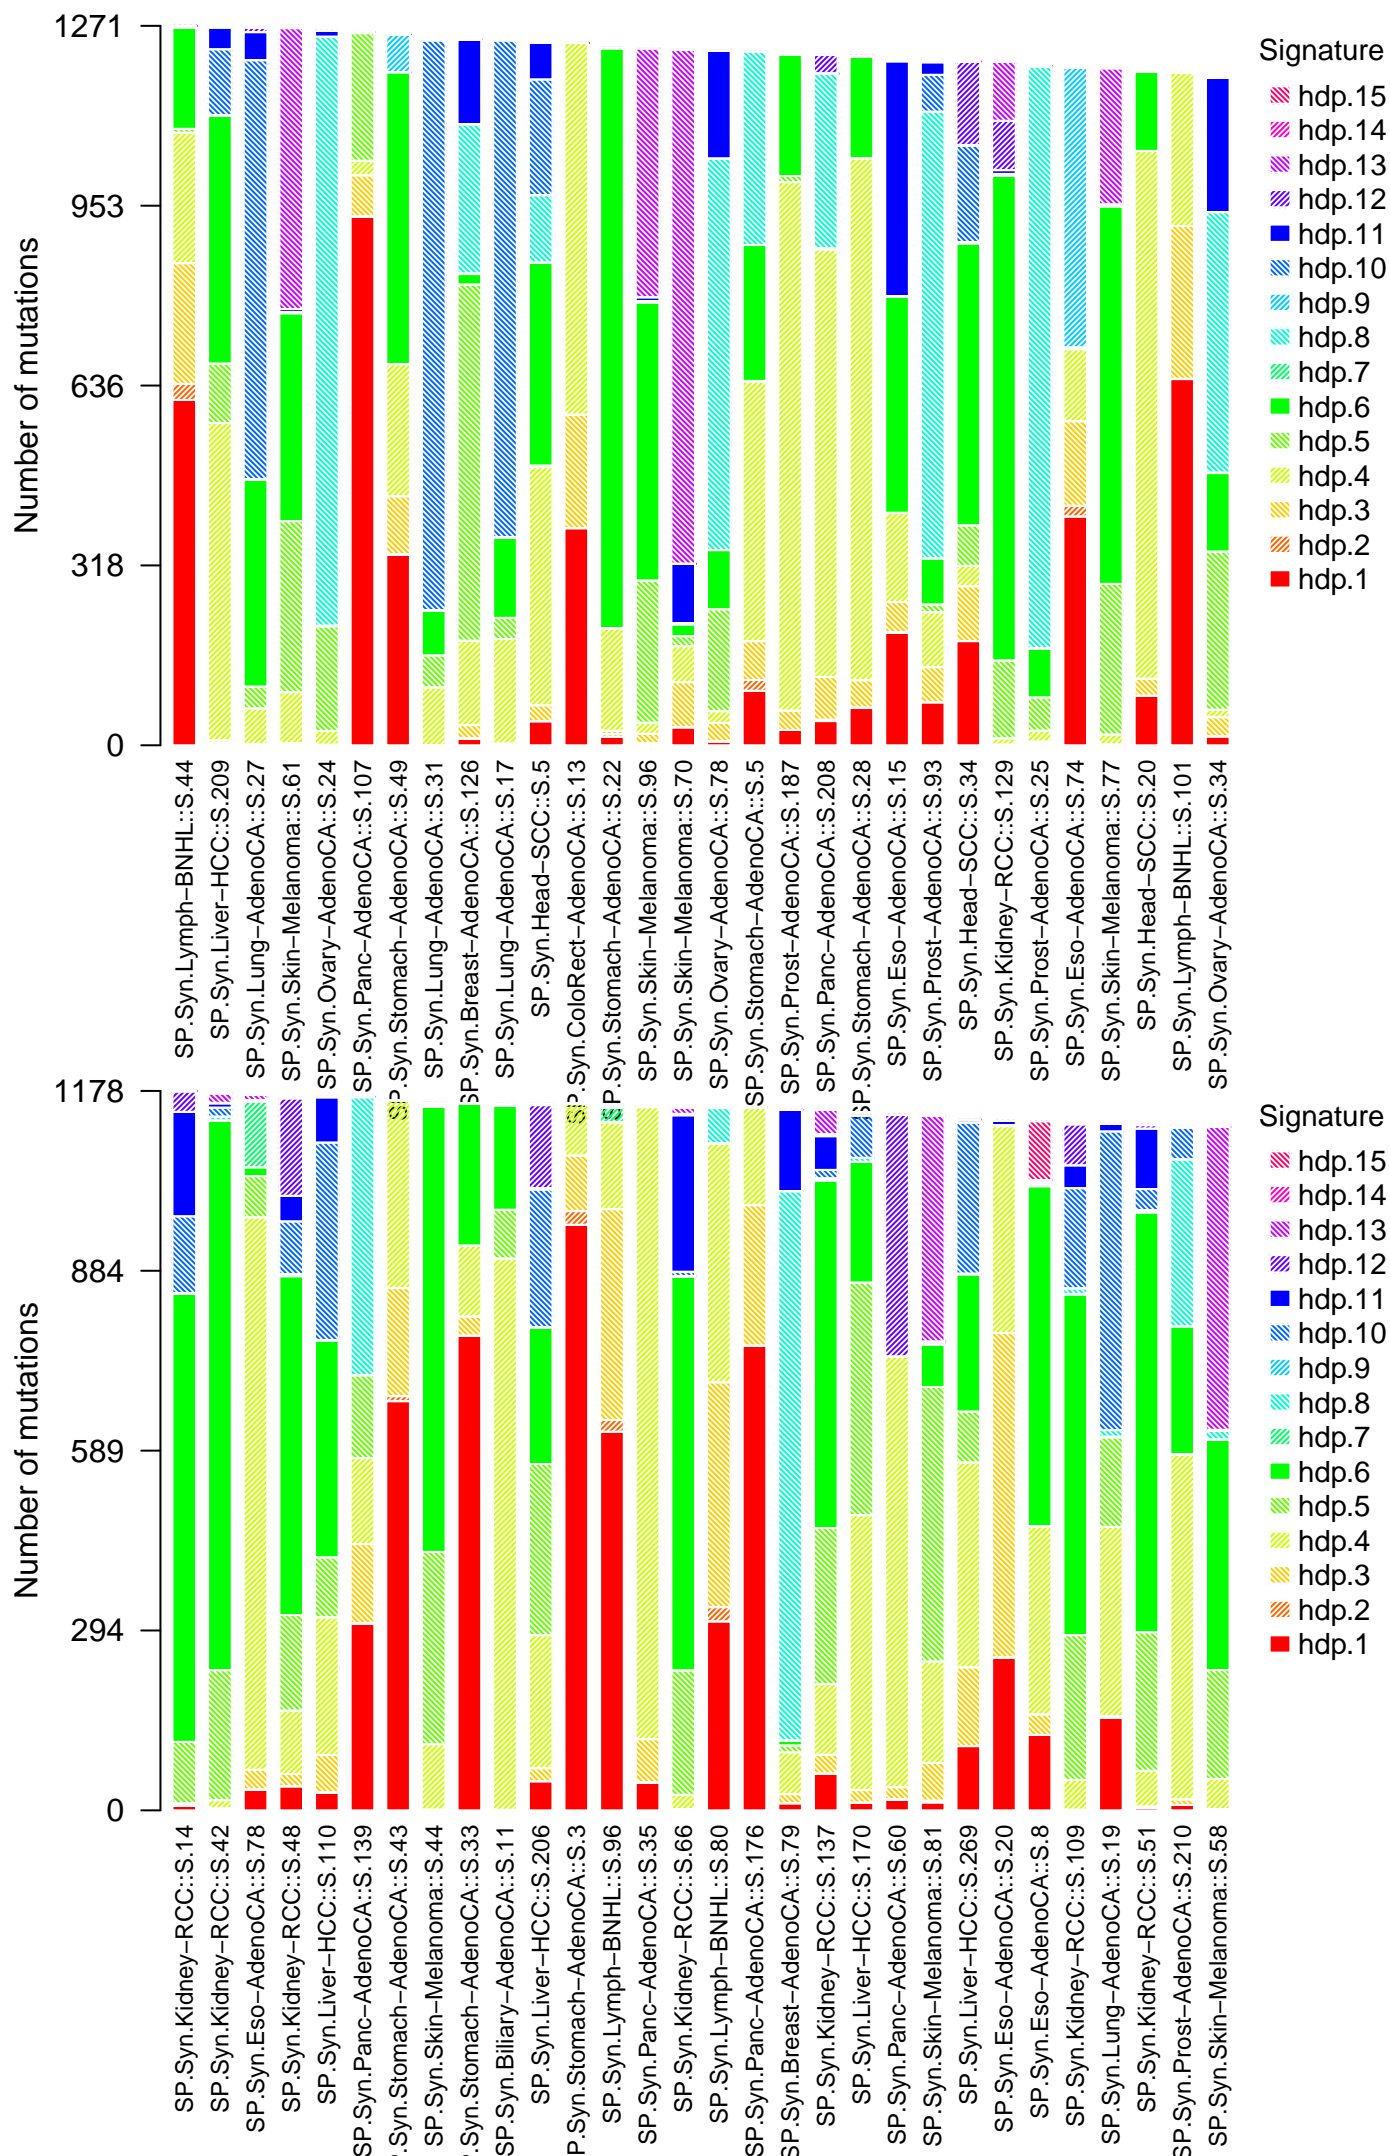 1271
953
636
318
0
Number of mutations
Signature
hdp.15
hdp.14
hdp.13
hdp.12
hdp.11
hdp.10
hdp.9
hdp.8
hdp.7
hdp.6
hdp.5
hdp.4
hdp.3
hdp.2
hdp.1
SP.Syn.Lymph−BNHL::S.44
SP.Syn.Liver−HCC::S.209
SP.Syn.Lung−AdenoCA::S.27
SP.Syn.Skin−Melanoma::S.61
SP.Syn.Ovary−AdenoCA::S.24
SP.Syn.Panc−AdenoCA::S.107
SP.Syn.Stomach−AdenoCA::S.49
SP.Syn.Lung−AdenoCA::S.31
SP.Syn.Breast−AdenoCA::S.126
SP.Syn.Lung−AdenoCA::S.17
SP.Syn.Head−SCC::S.5
SP.Syn.ColoRect−AdenoCA::S.13
SP.Syn.Stomach−AdenoCA::S.22
SP.Syn.Skin−Melanoma::S.96
SP.Syn.Skin−Melanoma::S.70
SP.Syn.Ovary−AdenoCA::S.78
SP.Syn.Stomach−AdenoCA::S.5
SP.Syn.Prost−AdenoCA::S.187
SP.Syn.Panc−AdenoCA::S.208
SP.Syn.Stomach−AdenoCA::S.28
SP.Syn.Eso−AdenoCA::S.15
SP.Syn.Prost−AdenoCA::S.93
SP.Syn.Head−SCC::S.34
SP.Syn.Kidney−RCC::S.129
SP.Syn.Prost−AdenoCA::S.25
SP.Syn.Eso−AdenoCA::S.74
SP.Syn.Skin−Melanoma::S.77
SP.Syn.Head−SCC::S.20
SP.Syn.Lymph−BNHL::S.101
SP.Syn.Ovary−AdenoCA::S.34
1178
884
589
294
0
Number of mutations
Signature
hdp.15
hdp.14
hdp.13
hdp.12
hdp.11
hdp.10
hdp.9
hdp.8
hdp.7
hdp.6
hdp.5
hdp.4
hdp.3
hdp.2
hdp.1
SP.Syn.Kidney−RCC::S.14
SP.Syn.Kidney−RCC::S.42
SP.Syn.Eso−AdenoCA::S.78
SP.Syn.Kidney−RCC::S.48
SP.Syn.Liver−HCC::S.110
SP.Syn.Panc−AdenoCA::S.139
P.Syn.Stomach−AdenoCA::S.43
SP.Syn.Skin−Melanoma::S.44
P.Syn.Stomach−AdenoCA::S.33
SP.Syn.Biliary−AdenoCA::S.111
SP.Syn.Liver−HCC::S.206
SP.Syn.Stomach−AdenoCA::S.3
SP.Syn.Lymph−BNHL::S.96
SP.Syn.Panc−AdenoCA::S.35
SP.Syn.Kidney−RCC::S.66
SP.Syn.Lymph−BNHL::S.80
SP.Syn.Panc−AdenoCA::S.176
SP.Syn.Breast−AdenoCA::S.79
SP.Syn.Kidney−RCC::S.137
SP.Syn.Liver−HCC::S.170
SP.Syn.Panc−AdenoCA::S.60
SP.Syn.Skin−Melanoma::S.81
SP.Syn.Liver−HCC::S.269
SP.Syn.Eso−AdenoCA::S.20
SP.Syn.Eso−AdenoCA::S.8
SP.Syn.Kidney−RCC::S.109
SP.Syn.Lung−AdenoCA::S.19
SP.Syn.Kidney−RCC::S.51
SP.Syn.Prost−AdenoCA::S.210
SP.Syn.Skin−Melanoma::S.58